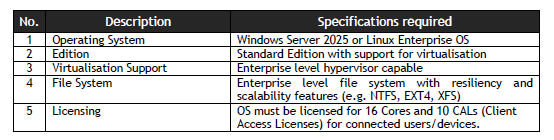 No. Description Specifications required
1 Operating System Windows Server 2025 or Linux Enterprise OS
2 Edition Standard Edition with support for virtualisation
3 Virtualisation Support Enterprise level hypervisor capable
4 File System Enterprise level file system with resiliency and
scalability features (e.g. NTFS, EXT4, XFS)
5 Licensing OS must be licensed for 16 Cores and 10 CALs (Client
Access Licenses) for connected users/devices.